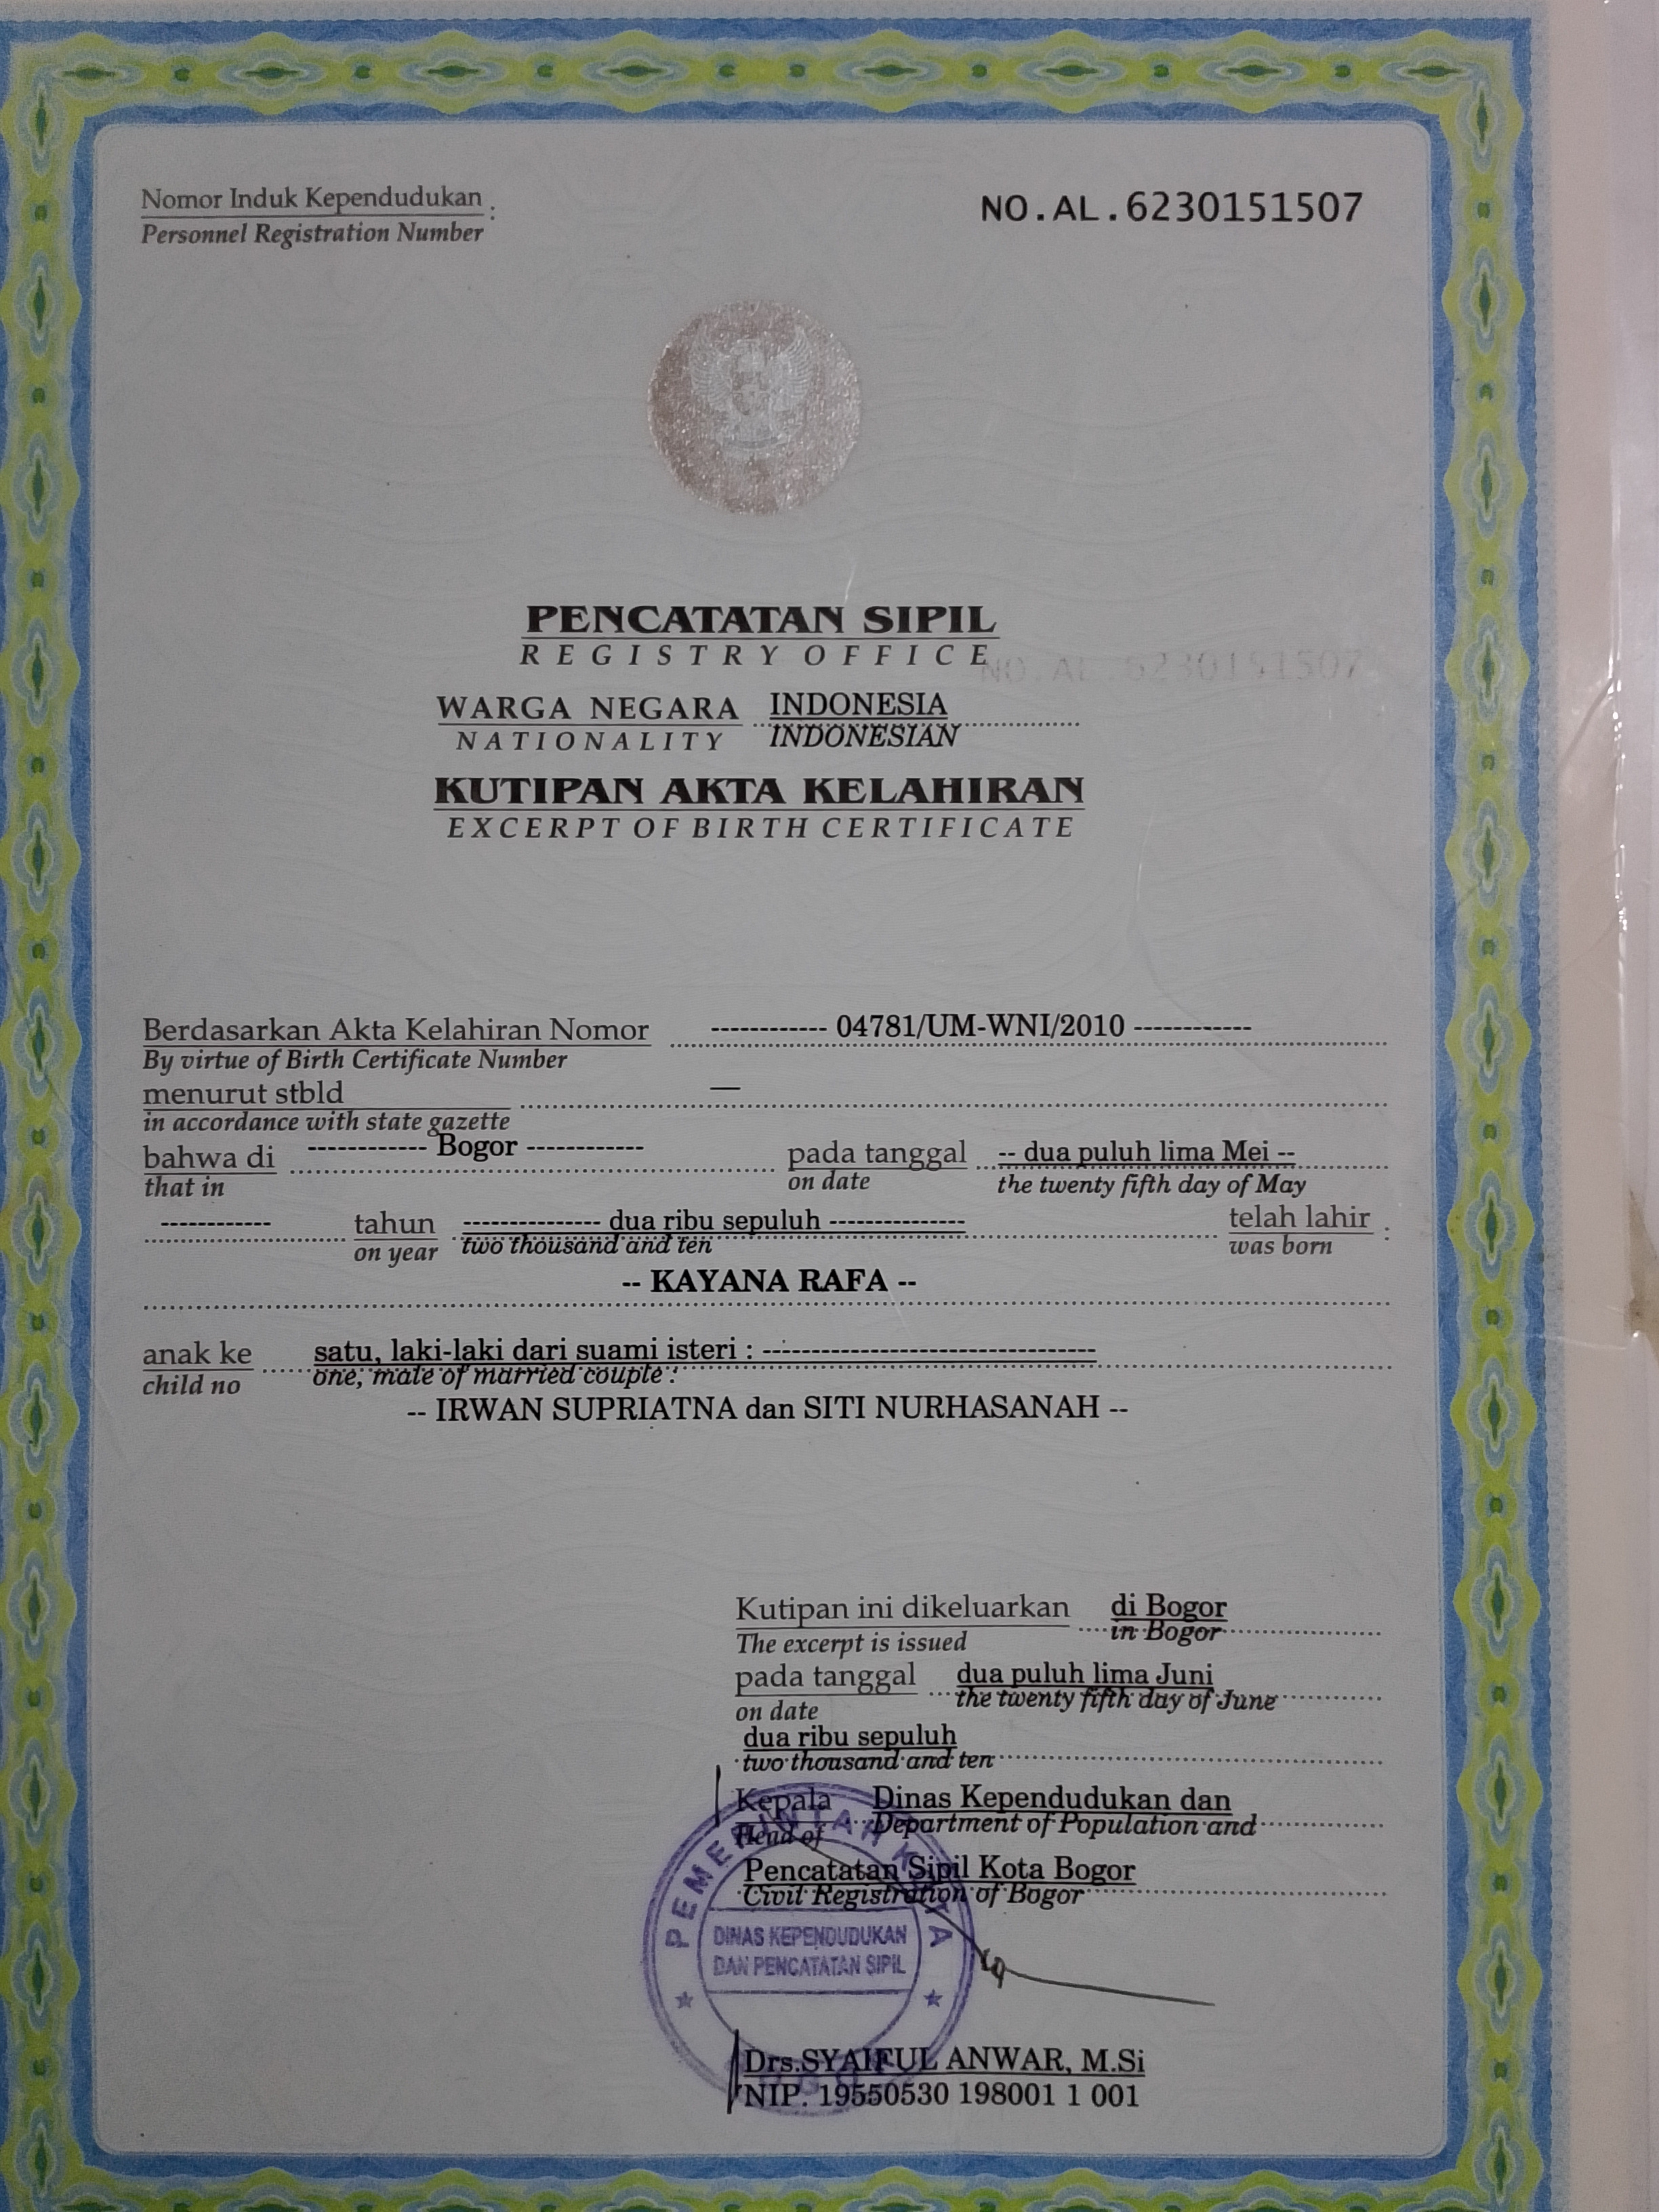 Nomor Induk Kependudukan :
Personnel Registration Number
NO.AL.6230151507
PENCATATAN SIPIL
REGISTRY OFFICE
NO.AL.6230151507
WARGA NEGARA INDONESIA
NATIONALITY INDONESIAN
KUTIPAN AKTA KELAHIRAN
EXCERPT OF BIRTH CERTIFICATE
Berdasarkan Akta Kelahiran Nomor ------------ 04781/UM-WNI/2010 ------------
By virtue of Birth Certificate Number
menurut stbld —
in accordance with state gazette
bahwa di ------------ Bogor ------------ pada tanggal -- dua puluh lima Mei --
that in on date the twenty fifth day of May
------------ tahun --------------- dua ribu sepuluh --------------- telah lahir :
on year two thousand and ten was born
-- KAYANA RAFA --
anak ke satu, laki-laki dari suami isteri : ------------------------------------
child no one, male of married couple :
-- IRWAN SUPRIATNA dan SITI NURHASANAH --
Kutipan ini dikeluarkan di Bogor
The excerpt is issued in Bogor
pada tanggal dua puluh lima Juni
on date the twenty fifth day of June
dua ribu sepuluh
two thousand and ten
Kepala Dinas Kependudukan dan
Head of Department of Population and
Pencatatan Sipil Kota Bogor
Civil Registration of Bogor
PEMERINTAH KOTA
DINAS KEPENDUDUKAN
DAN PENCATATAN SIPIL
Drs.SYAIFUL ANWAR, M.Si
NIP. 19550530 198001 1 001